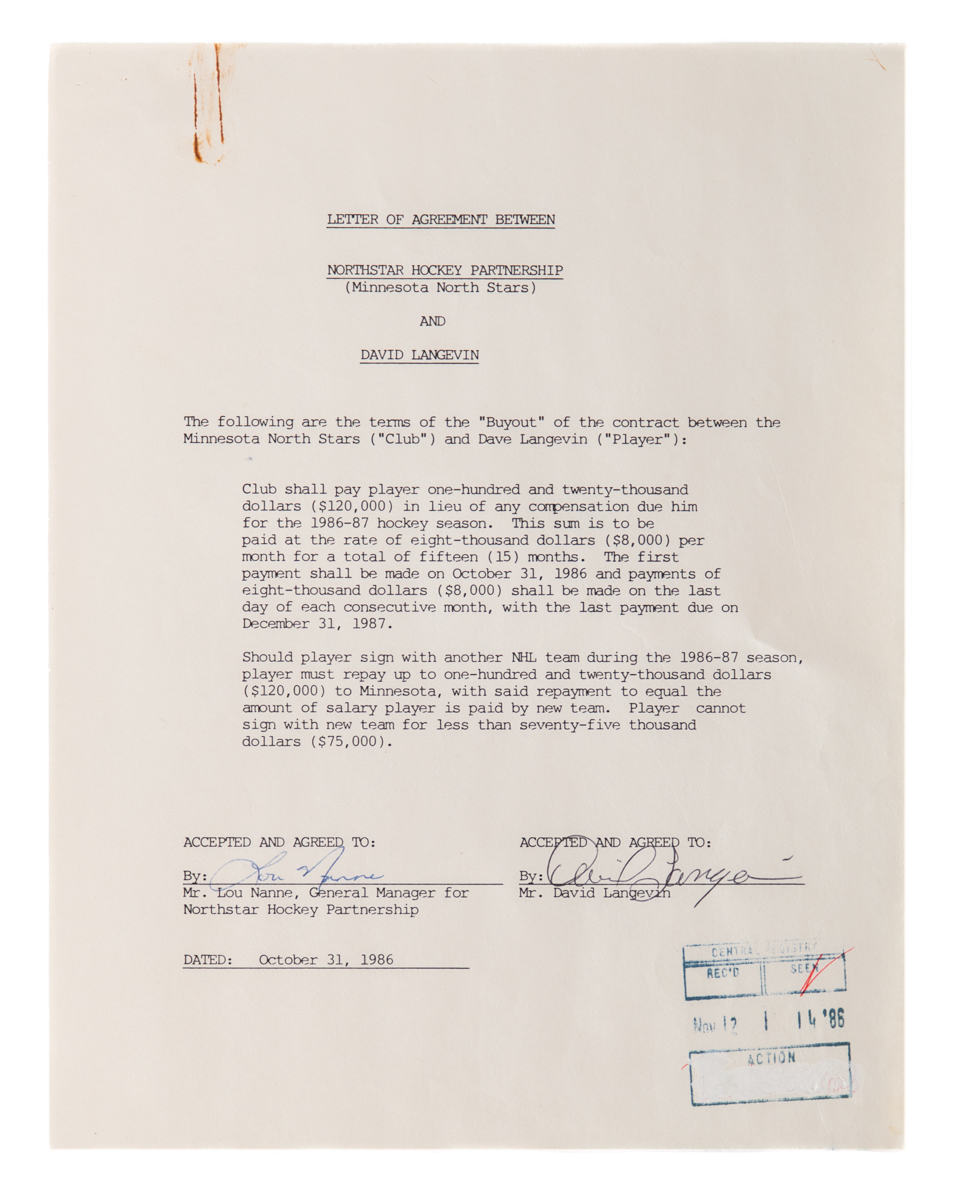 LETTER OF AGREEMENT BETWEEN
NORTHSTAR HOCKEY PARTNERSHIP
(Minnesota North Stars)
AND
DAVID LANGEVIN
The following are the terms of the "Buyout" of the contract between the
Minnesota North Stars ("Club") and Dave Langevin ("Player"):
Club shall pay player one-hundred and twenty-thousand
dollars ($120,000) in lieu of any compensation due him
for the 1986-87 hockey season. This sum is to be
paid at the rate of eight-thousand dollars ($8,000) per
month for a total of fifteen (15) months. The first
payment shall be made on October 31, 1986 and payments of
eight-thousand dollars ($8,000) shall be made on the last
day of each consecutive month, with the last payment due on
December 31, 1987.
Should player sign with another NHL team during the 1986-87 season,
player must repay up to one-hundred and twenty-thousand dollars
($120,000) to Minnesota, with said repayment to equal the
amount of salary player is paid by new team. Player cannot
sign with new team for less than seventy-five thousand
dollars ($75,000).
ACCEPTED AND AGREED TO:
By: Lou Nanne
Mr. Lou Nanne, General Manager for
Northstar Hockey Partnership
DATED: October 31, 1986
ACCEPTED AND AGREED TO:
By: David Langevin
Mr. David Langevin
CENTRAL REGISTRY
REC'D SEEN
Nov 12 14 '86
ACTION